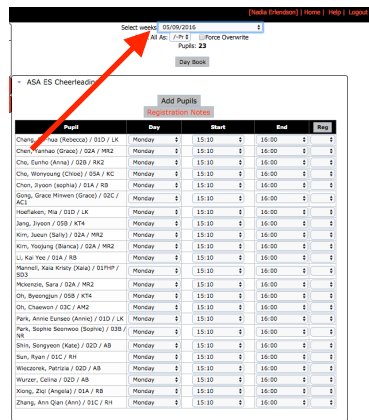 [Nadia Erlendson] | Home | Help | Logout
Select weeks 05/09/2016
All As: /-Pr Force Overwrite
Pupils: 23
Day Book
- ASA ES Cheerleading
Add Pupils
Registration Notes
Pupil Day Start End Reg
(Rebecca) / 01D / LK Monday 15:10 16:00
Chen, Yanhao (Grace) / 02A / MR2 Monday 15:10 16:00
Cho, Eunho (Anna) / 02B / RK2 Monday 15:10 16:00
Cho, Wonyoung (Chloe) / 05A / KC Monday 15:10 16:00
Chon, Jiyoon (sophia) / 01A / RB Monday 15:10 16:00
Gong, Grace Minwen (Grace) / 02C / Monday 15:10 16:00
AC1
Hoeflaken, Mia / 01D / LK Monday 15:10 16:00
Jang, Jiyoon / 05B / KT4 Monday 15:10 16:00
Kim, Jueun (Sally) / 02A / MR2 Monday 15:10 16:00
Kim, Yoojung (Bianca) / 02A / MR2 Monday 15:10 16:00
Li, Kai Yee / 01A / RB Monday 15:10 16:00
Mannell, Xaia Kristy (Xaia) / 01PHP / Monday 15:10 16:00
SD3
Mckenzie, Sara / 02A / MR2 Monday 15:10 16:00
Oh, Byeongjun / 05B / KT4 Monday 15:10 16:00
Oh, Chaewon / 03C / AM2 Monday 15:10 16:00
Park, Annie Eunseo (Annie) / 01D / LK Monday 15:10 16:00
Park, Sophie Seonwoo (Sophie) / 03B / Monday 15:10 16:00
NR
Shin, Songyeon (Kate) / 02D / AB Monday 15:10 16:00
Sun, Ryan / 01C / RH Monday 15:10 16:00
Wieczorek, Patrizia / 02D / AB Monday 15:10 16:00
Wurzer, Celina / 02D / AB Monday 15:10 16:00
Xiong, Ziqi (Angela) / 01A / RB Monday 15:10 16:00
Zhang, Ann Qian (Ann) / 01C / RH Monday 15:10 16:00